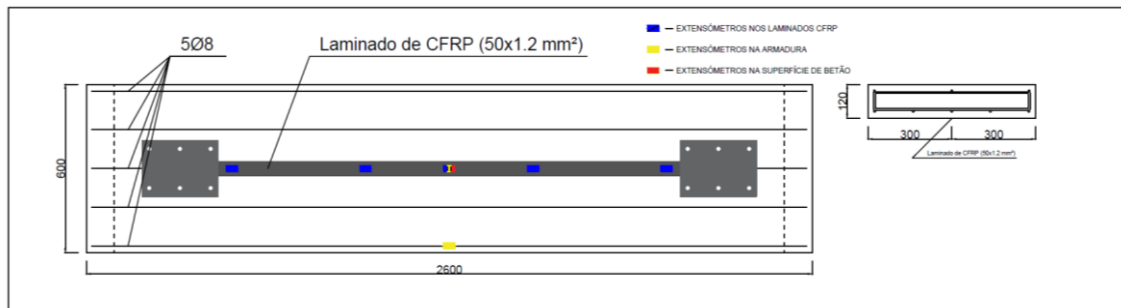 5Ø8
Laminado de CFRP (50x1.2 mm²)
— EXTENSÓMETROS NOS LAMINADOS CFRP
— EXTENSÓMETROS NA ARMADURA
— EXTENSÓMETROS NA SUPERFÍCIE DE BETÃO
600
2600
120
300
300
Laminado de CFRP (50x1.2 mm²)